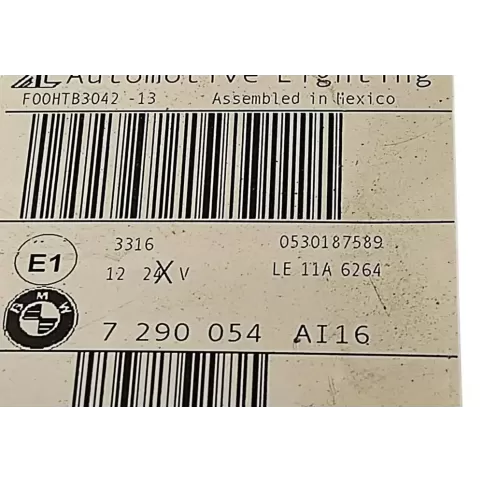 AL Automotive Lighting
F00HTB3042 -13 Assembled in Mexico
3316 0530187589
E1
12 24 V LE 11A 6264
BMW
7 290 054 AI16